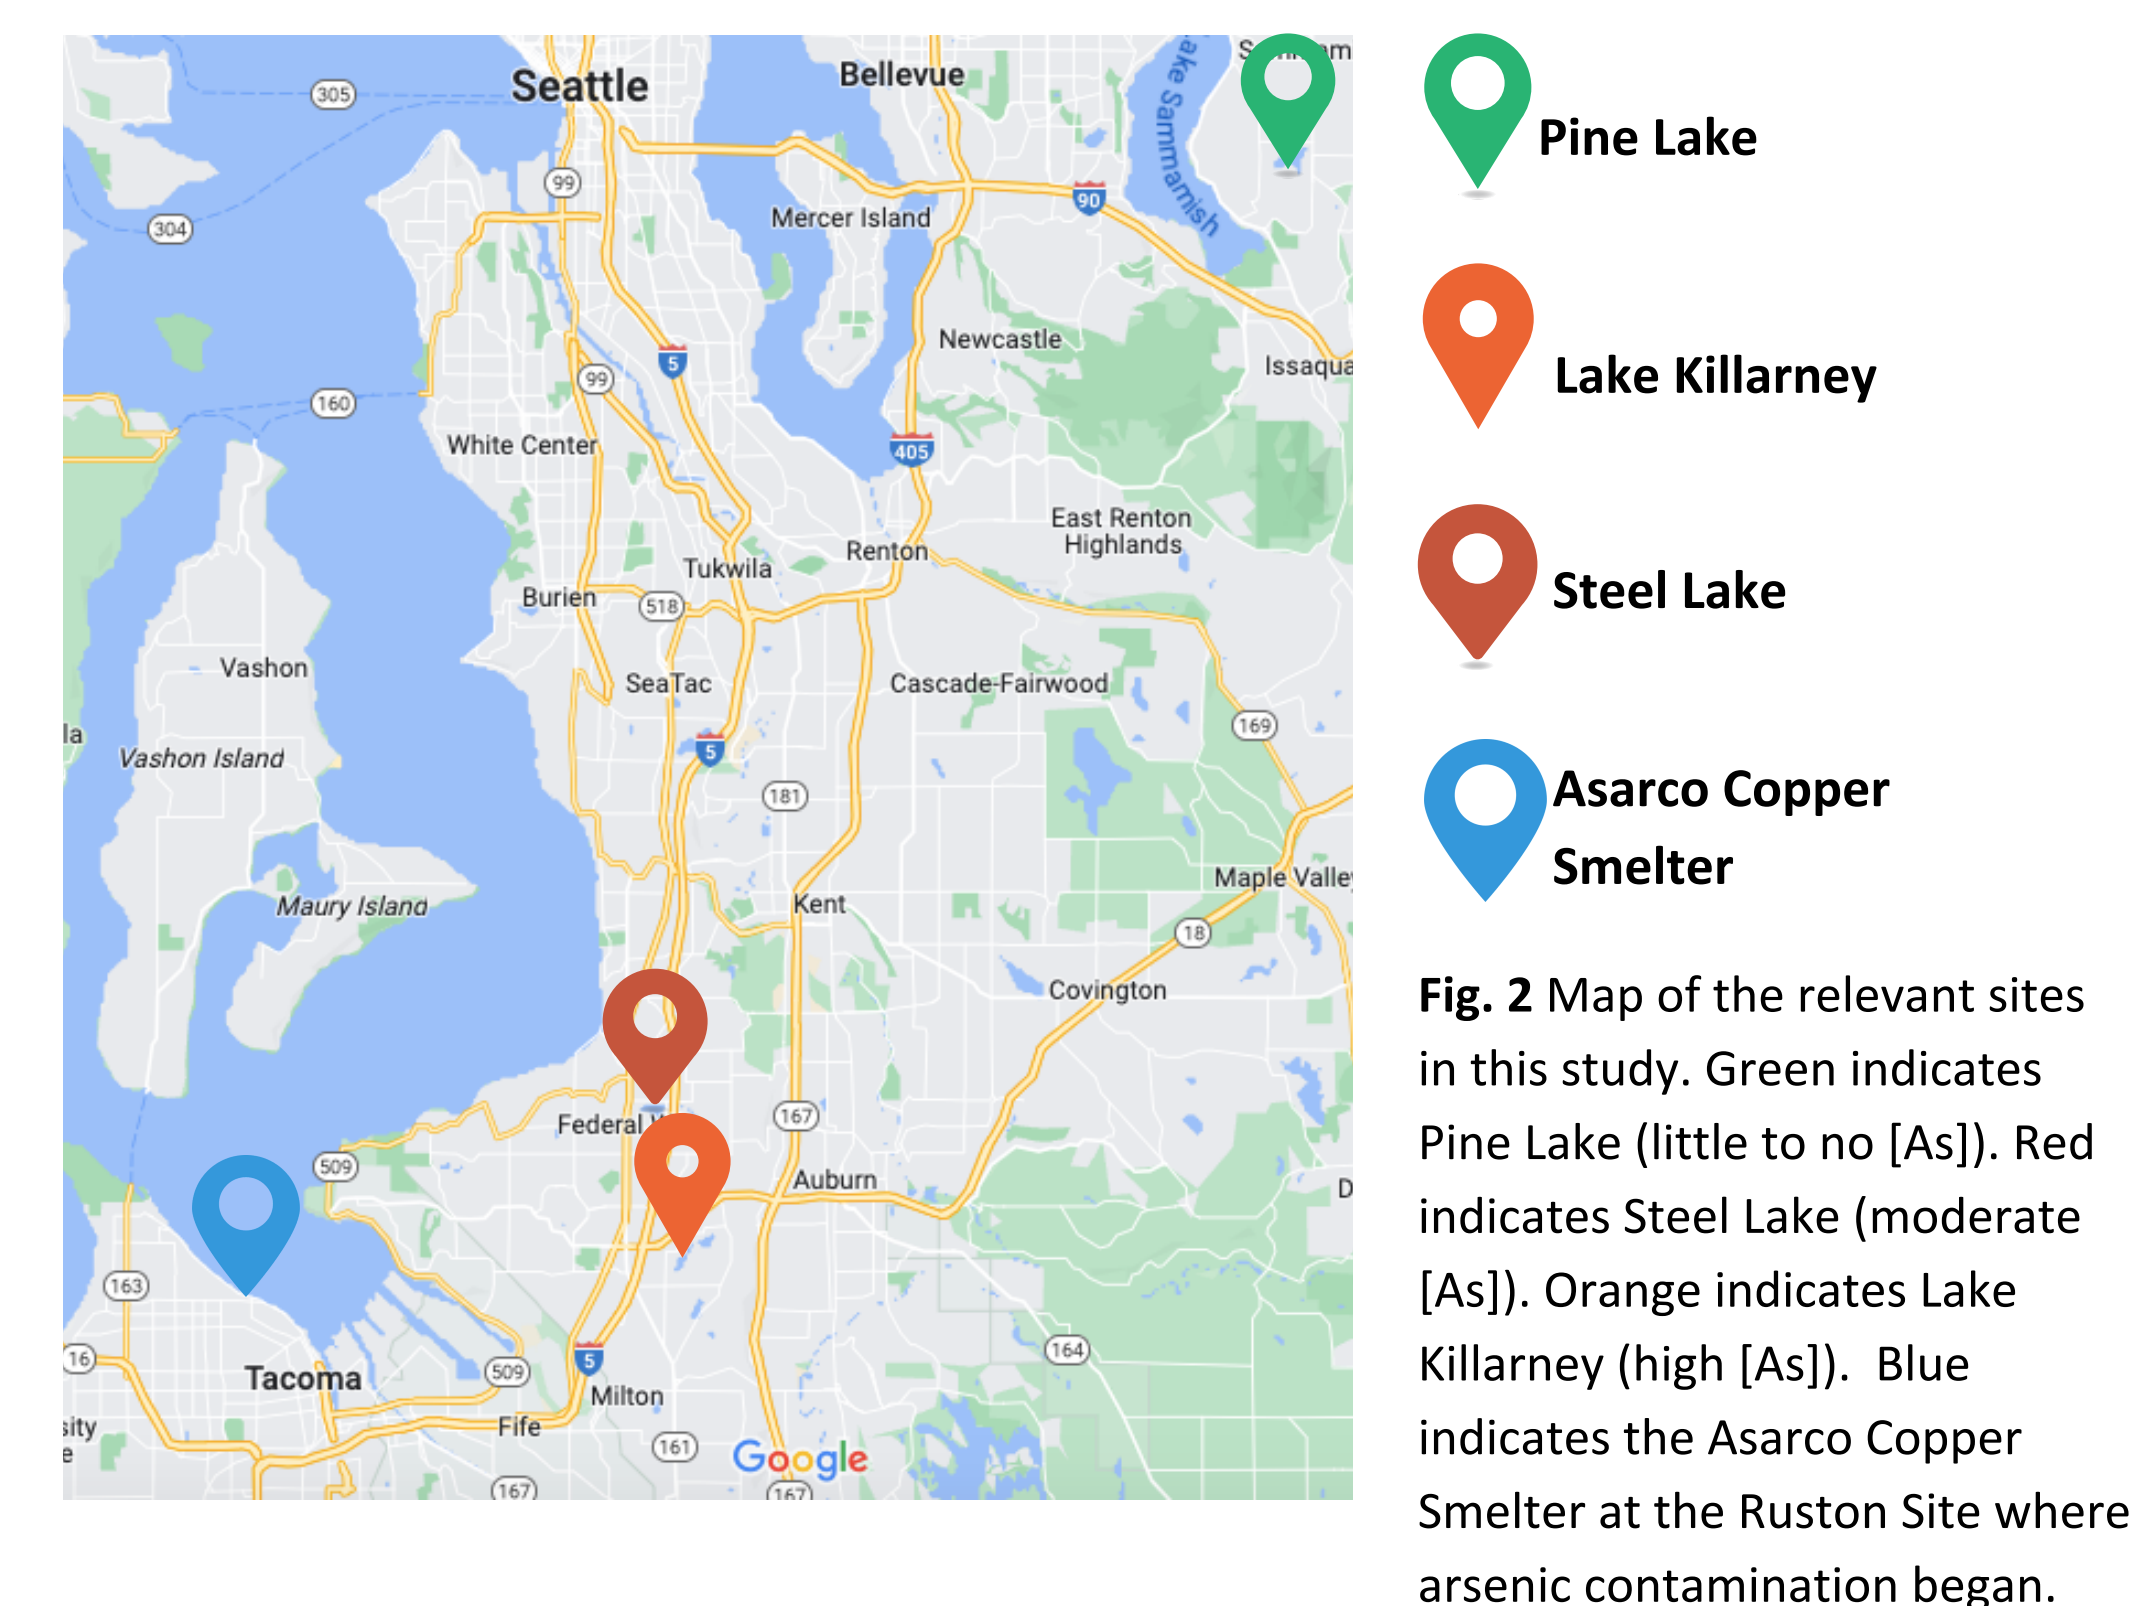 Seattle
Bellevue
Lake Sammamish
305
99
304
90
Mercer Island
Newcastle
Issaqua
5
99
160
405
White Center
East Renton
Highlands
Renton
Tukwila
Burien
518
Vashon
SeaTac
Cascade-Fairwood
169
la
Vashon Island
5
181
Maple Valle
Maury Island
Kent
18
Covington
Federal
167
509
Auburn
D
163
164
16
5
Tacoma
509
Milton
sity
e
Fife
161
Google
167
167
Pine Lake
Lake Killarney
Steel Lake
Asarco Copper
Smelter
Fig. 2 Map of the relevant sites
in this study. Green indicates
Pine Lake (little to no [As]). Red
indicates Steel Lake (moderate
[As]). Orange indicates Lake
Killarney (high [As]).  Blue
indicates the Asarco Copper
Smelter at the Ruston Site where
arsenic contamination began.